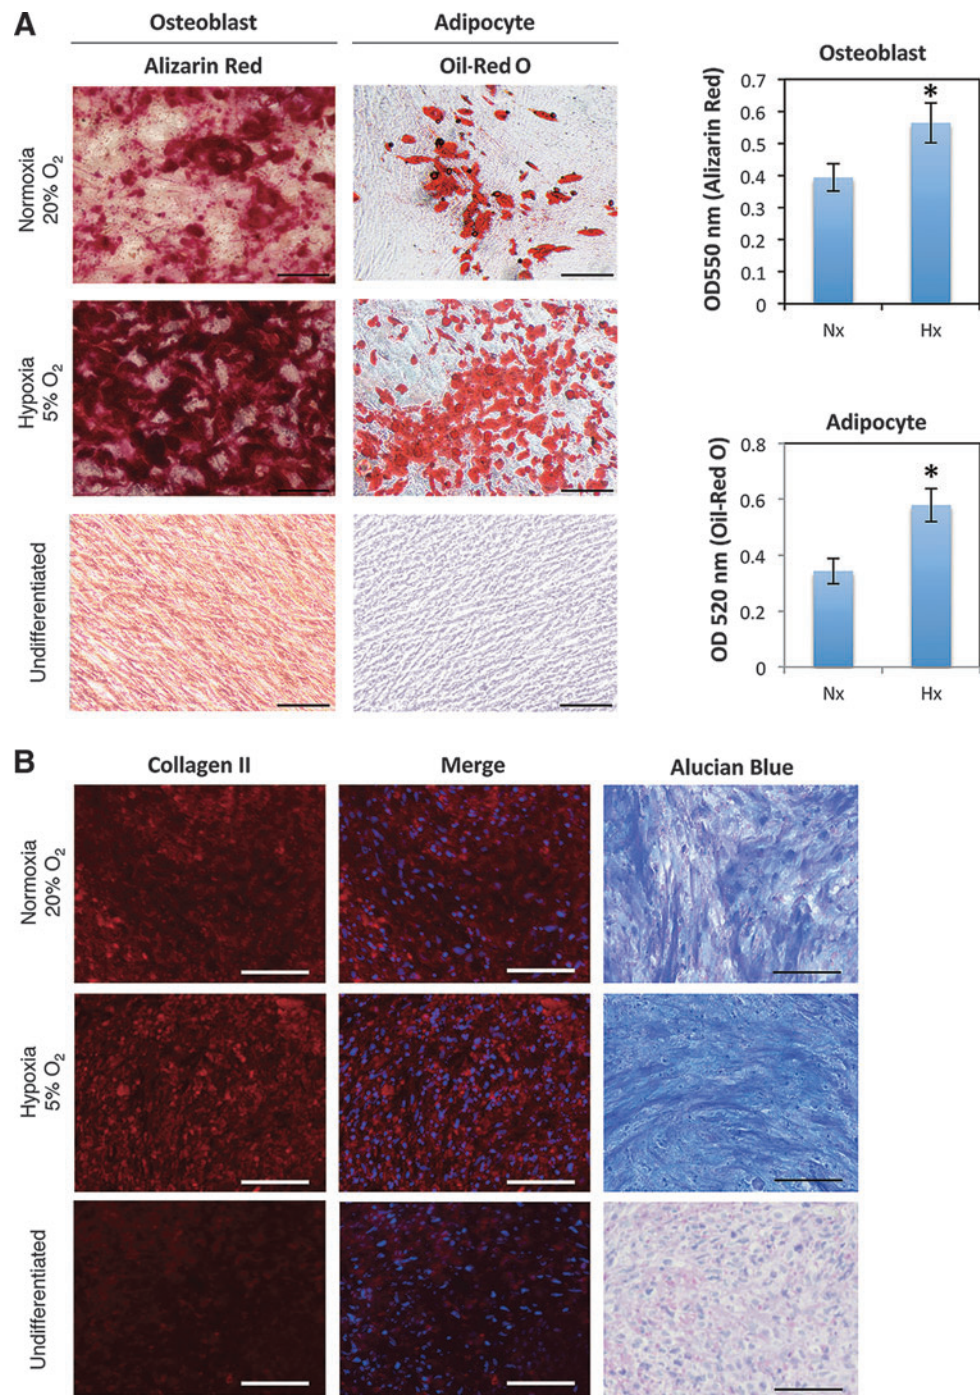 A
Osteoblast
Adipocyte
Alizarin Red
Oil-Red O
Normoxia
20% O₂
Hypoxia
5% O₂
Undifferentiated
Osteoblast
OD550 nm (Alizarin Red)
0.7
0.6
0.5
0.4
0.3
0.2
0.1
0
*
Nx
Hx
Adipocyte
OD 520 nm (Oil-Red O)
0.8
0.6
0.4
0.2
0
*
Nx
Hx
B
Collagen II
Merge
Alucian Blue
Normoxia
20% O₂
Hypoxia
5% O₂
Undifferentiated